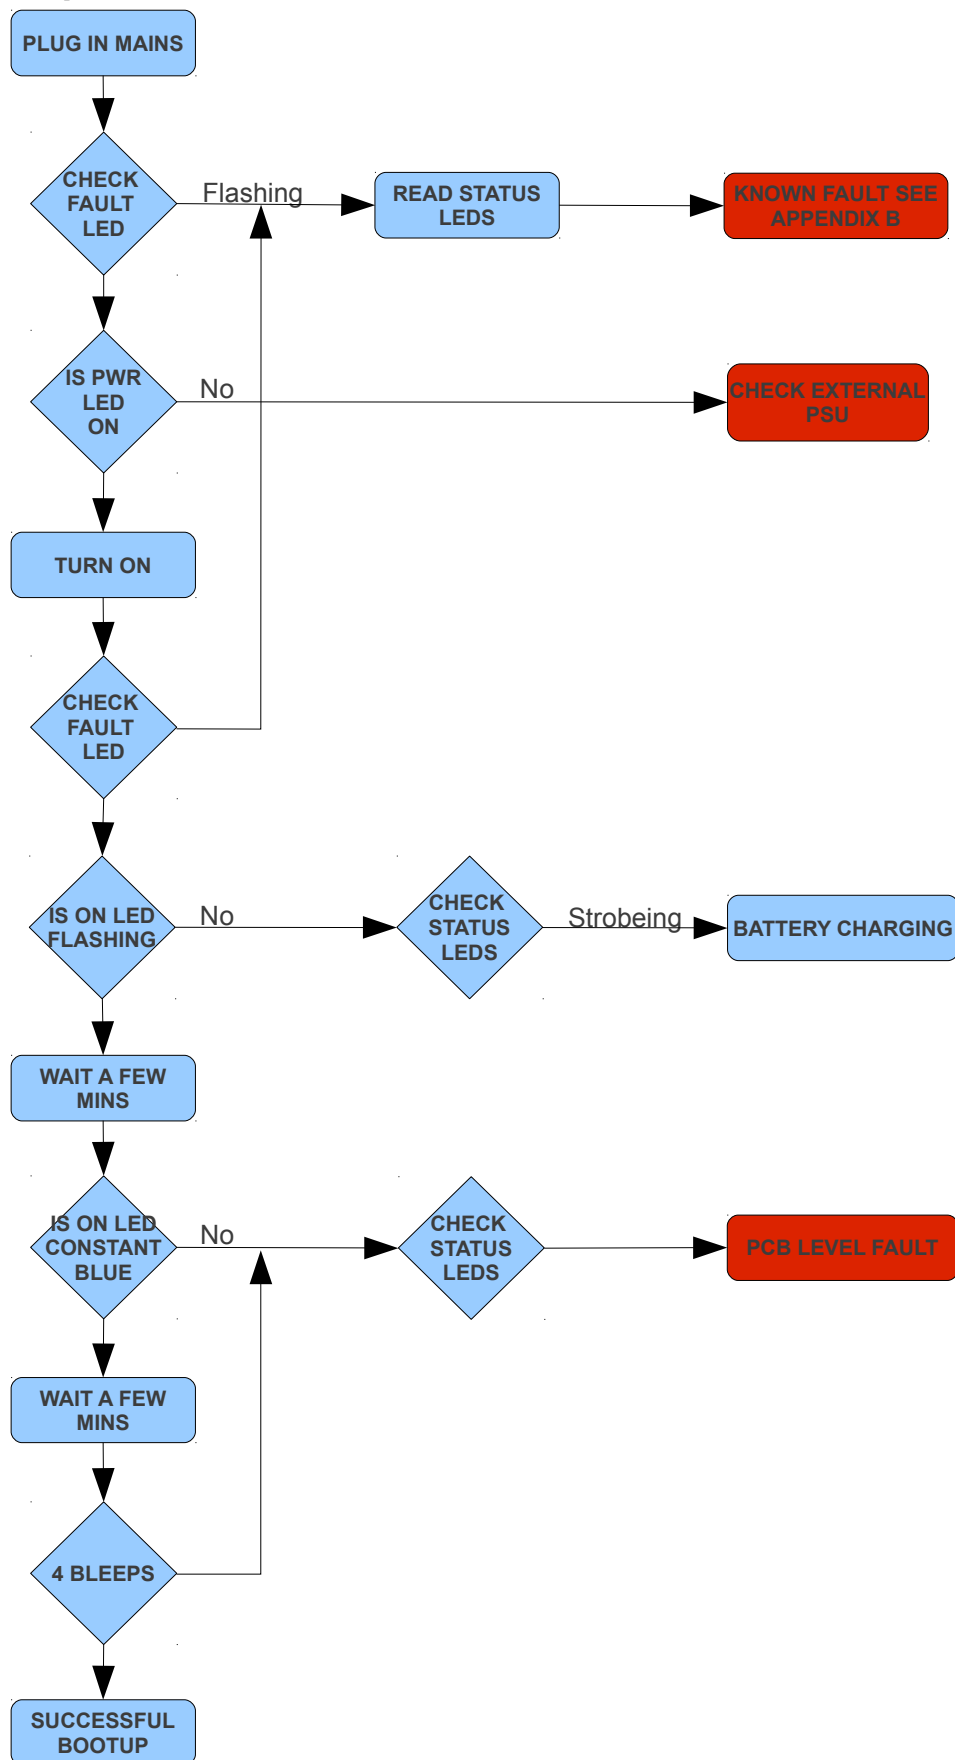 PLUG IN MAINS
CHECK
FAULT
LED
Flashing
READ STATUS
LEDS
KNOWN FAULT SEE
APPENDIX B
IS PWR
LED
ON
No
CHECK EXTERNAL
PSU
TURN ON
CHECK
FAULT
LED
IS ON LED
FLASHING
No
CHECK
STATUS
LEDS
Strobeing
BATTERY CHARGING
WAIT A FEW
MINS
IS ON LED
CONSTANT
BLUE
No
CHECK
STATUS
LEDS
PCB LEVEL FAULT
WAIT A FEW
MINS
4 BLEEPS
SUCCESSFUL
BOOTUP